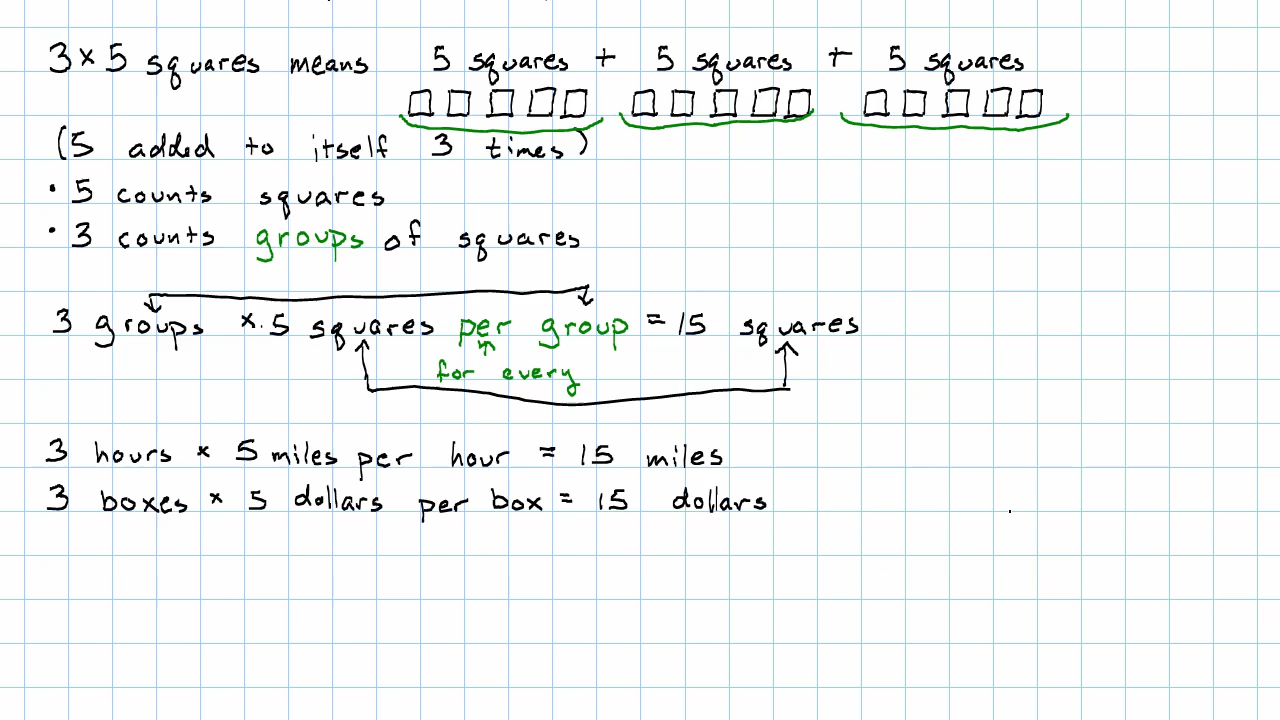 3 × 5 squares means 5 squares + 5 squares + 5 squares
(5 added to itself 3 times)
• 5 counts squares
• 3 counts groups of squares
3 groups × 5 squares per group = 15 squares
for every
3 hours × 5 miles per hour = 15 miles
3 boxes × 5 dollars per box = 15 dollars